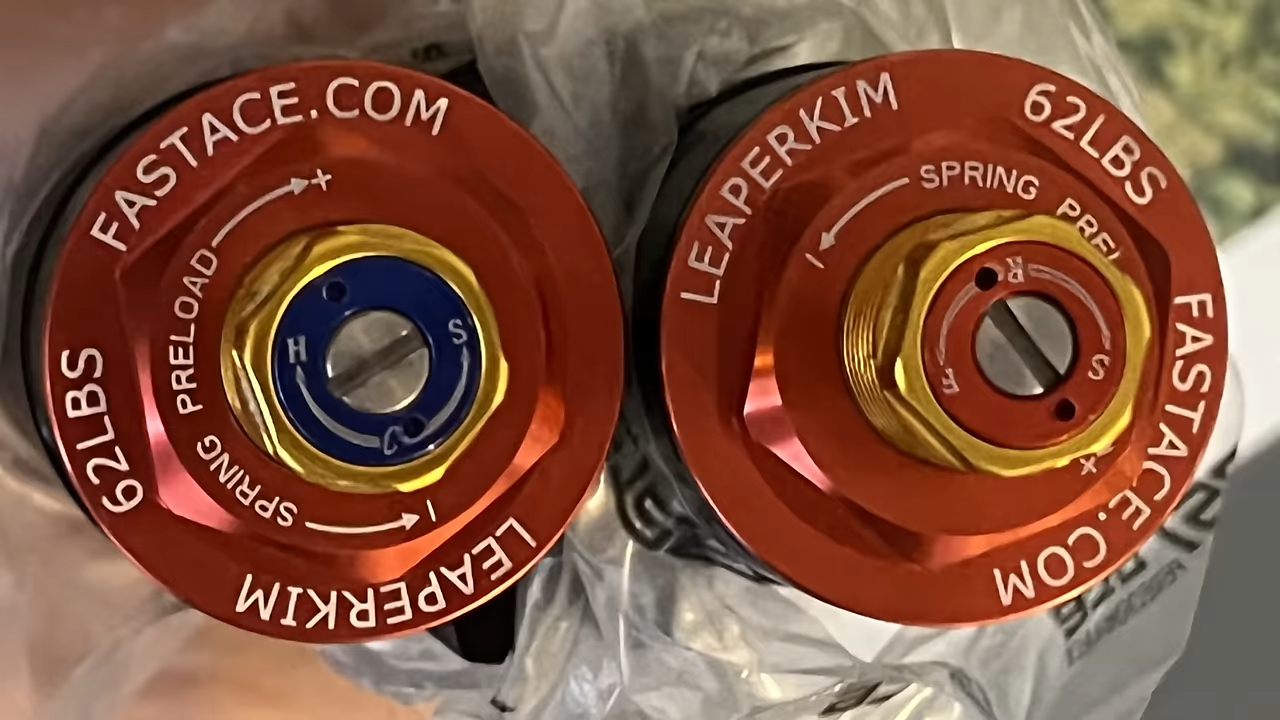 FASTACE.COM
62LBS
LEAPERKIM
SPRING PRELOAD
+
−
H
C
S
LEAPERKIM
62LBS
FASTACE.COM
SPRING
−
+
R
F
S